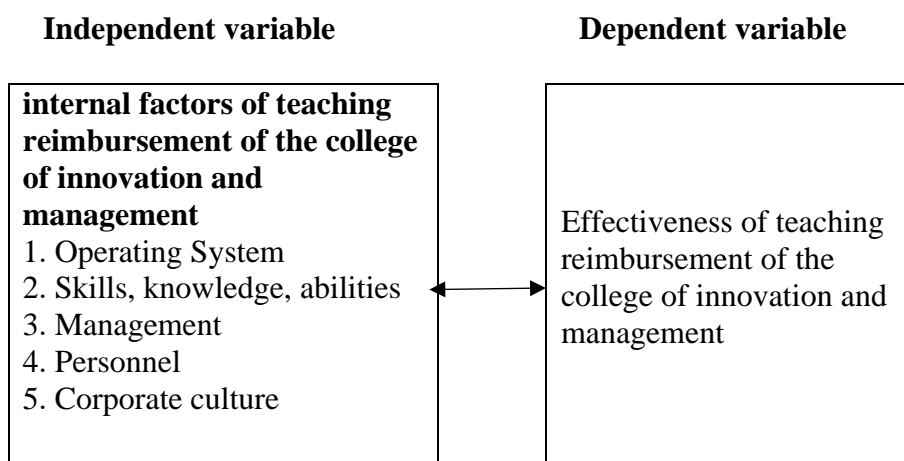 Independent variable
Dependent variable
internal factors of teaching
reimbursement of the college
of innovation and
management
1. Operating System
2. Skills, knowledge, abilities
3. Management
4. Personnel
5. Corporate culture
Effectiveness of teaching
reimbursement of the
college of innovation and
management